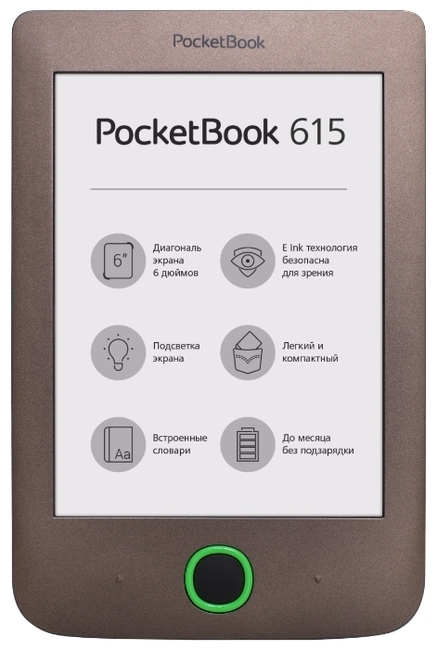 PocketBook
PocketBook 615
6"
Диагональ
экрана
6 дюймов
E Ink технология
безопасна
для зрения
Подсветка
экрана
Легкий и
компактный
Aa
Встроенные
словари
До месяца
без подзарядки